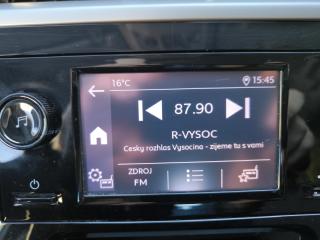 16°C
15:45
87.90
R-VYSOC
Cesky rozhlas Vysocina - zijeme tu s vami
ZDROJ
FM